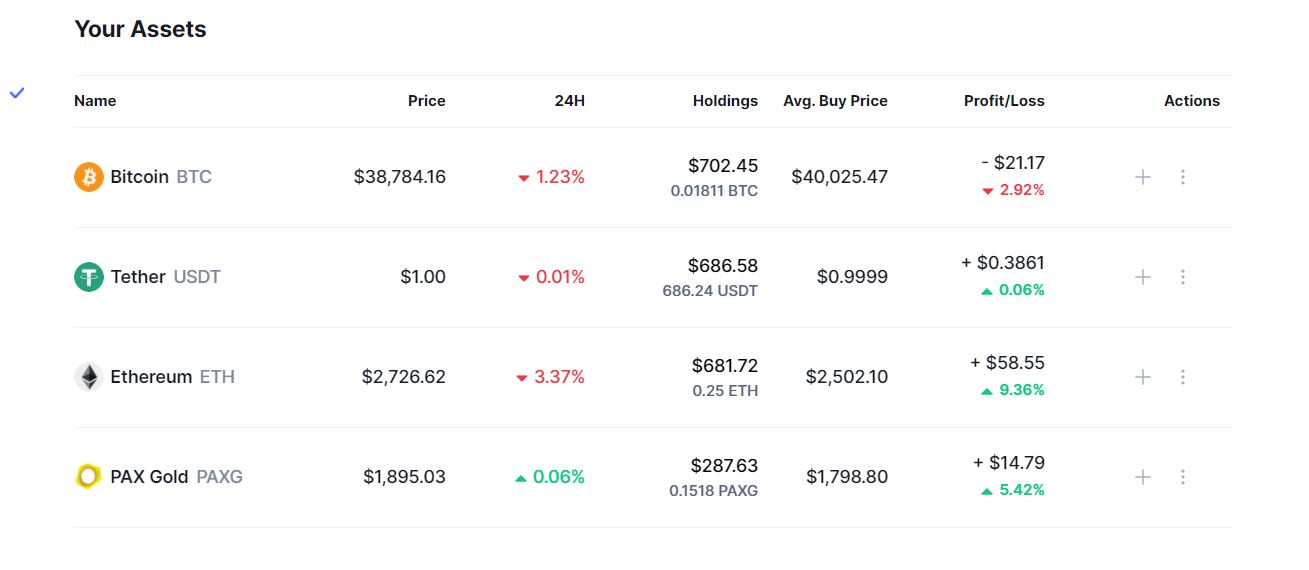 Your Assets
Name Price 24H Holdings Avg. Buy Price Profit/Loss Actions
Bitcoin BTC $38,784.16 1.23% $702.45 $40,025.47 - $21.17
0.01811 BTC 2.92%
Tether USDT $1.00 0.01% $686.58 $0.9999 + $0.3861
686.24 USDT 0.06%
Ethereum ETH $2,726.62 3.37% $681.72 $2,502.10 + $58.55
0.25 ETH 9.36%
PAX Gold PAXG $1,895.03 0.06% $287.63 $1,798.80 + $14.79
0.1518 PAXG 5.42%